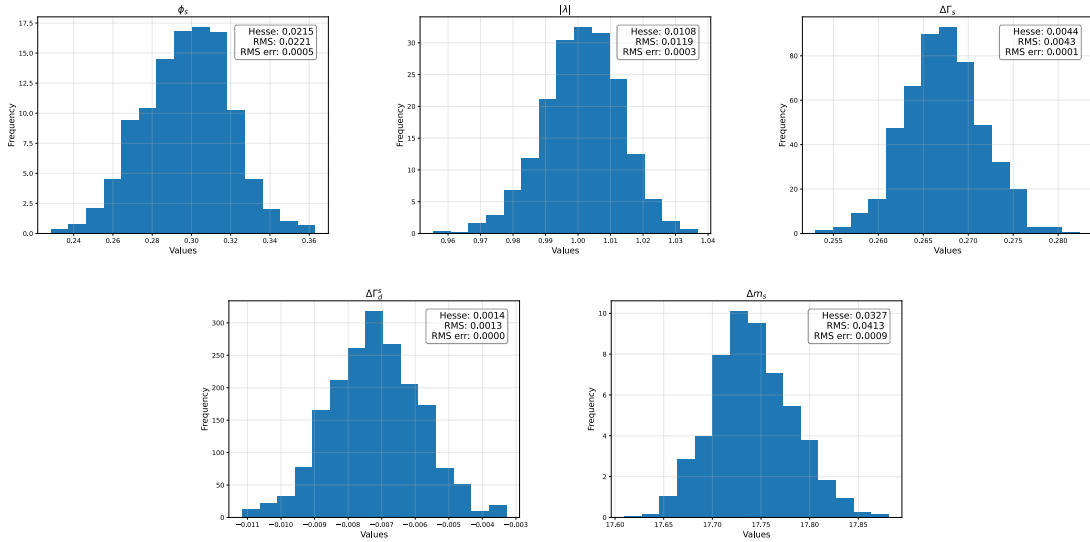 ϕ_s
Frequency
17.5
15.0
12.5
10.0
7.5
5.0
2.5
0.0
Hesse: 0.0215
RMS: 0.0221
RMS err: 0.0005
0.24 0.26 0.28 0.30 0.32 0.34 0.36
Values
|λ|
Frequency
30
25
20
15
10
5
0
Hesse: 0.0108
RMS: 0.0119
RMS err: 0.0003
0.96 0.97 0.98 0.99 1.00 1.01 1.02 1.03 1.04
Values
ΔΓ_s
Frequency
80
60
40
20
0
Hesse: 0.0044
RMS: 0.0043
RMS err: 0.0001
0.255 0.260 0.265 0.270 0.275 0.280
Values
ΔΓ_d^s
Frequency
300
250
200
150
100
50
0
Hesse: 0.0014
RMS: 0.0013
RMS err: 0.0000
−0.011 −0.010 −0.009 −0.008 −0.007 −0.006 −0.005 −0.004 −0.003
Values
Δm_s
Frequency
10
8
6
4
2
0
Hesse: 0.0327
RMS: 0.0413
RMS err: 0.0009
17.60 17.65 17.70 17.75 17.80 17.85
Values